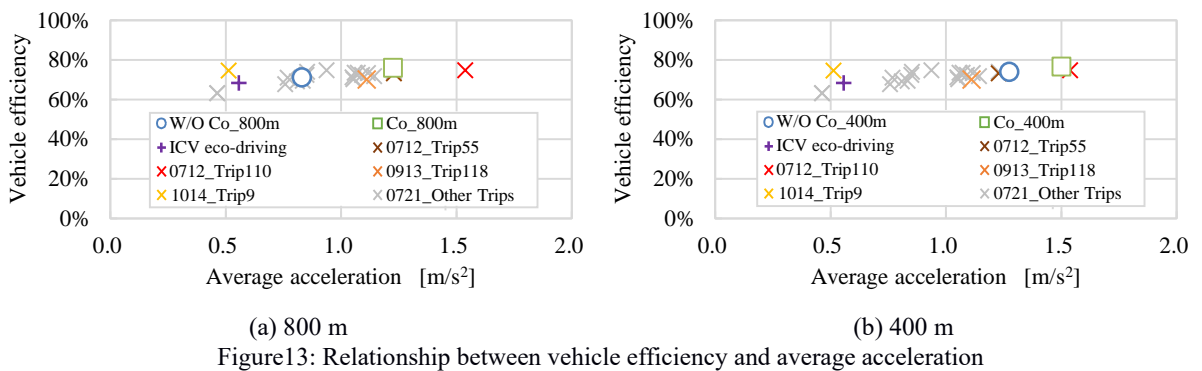 100%
80%
60%
40%
20%
0%
Vehicle efficiency
W/O Co_800m
Co_800m
ICV eco-driving
0712_Trip55
0712_Trip110
0913_Trip118
1014_Trip9
0721_Other Trips
0.0 0.5 1.0 1.5 2.0
Average acceleration [m/s²]
(a) 800 m
100%
80%
60%
40%
20%
0%
Vehicle efficiency
W/O Co_400m
Co_400m
ICV eco-driving
0712_Trip55
0712_Trip110
0913_Trip118
1014_Trip9
0721_Other Trips
0.0 0.5 1.0 1.5 2.0
Average acceleration [m/s²]
(b) 400 m
Figure13: Relationship between vehicle efficiency and average acceleration